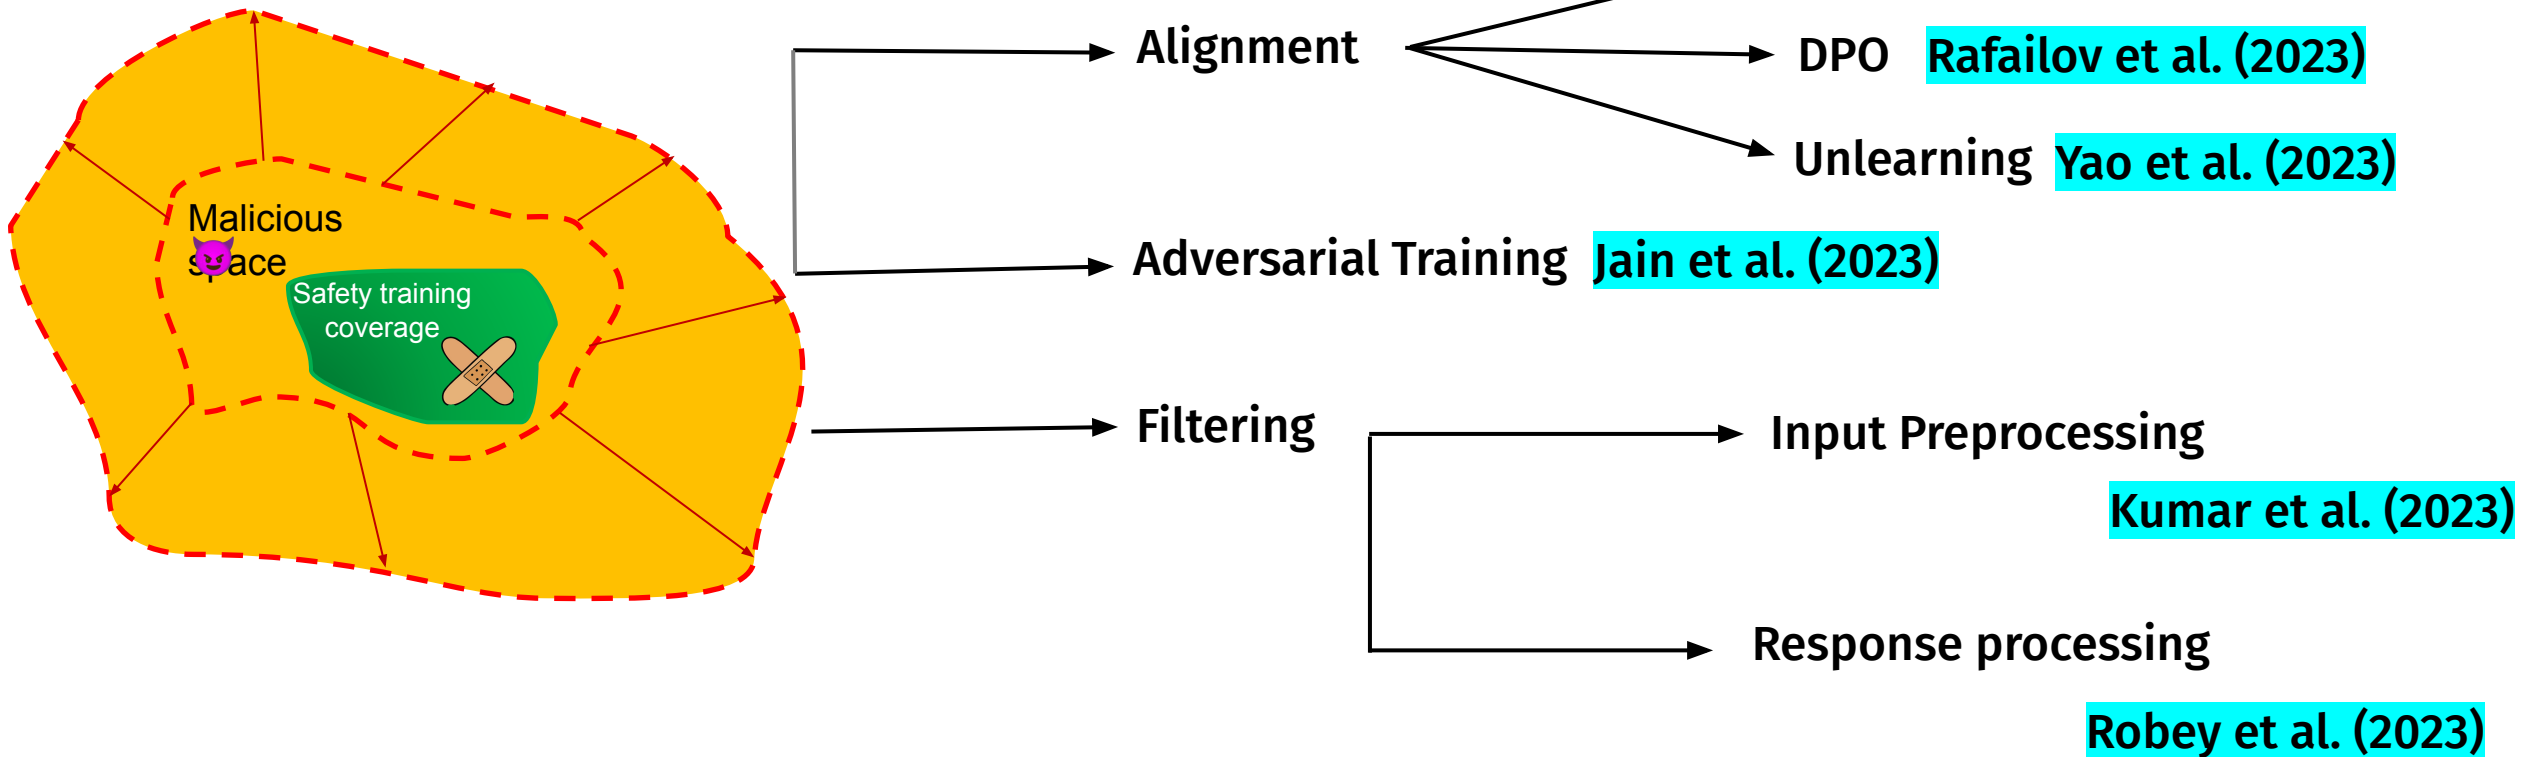 Alignment
DPO Rafailov et al. (2023)
Unlearning Yao et al. (2023)
Malicious
space
Adversarial Training Jain et al. (2023)
Safety training
coverage
Filtering
Input Preprocessing
Kumar et al. (2023)
Response processing
Robey et al. (2023)